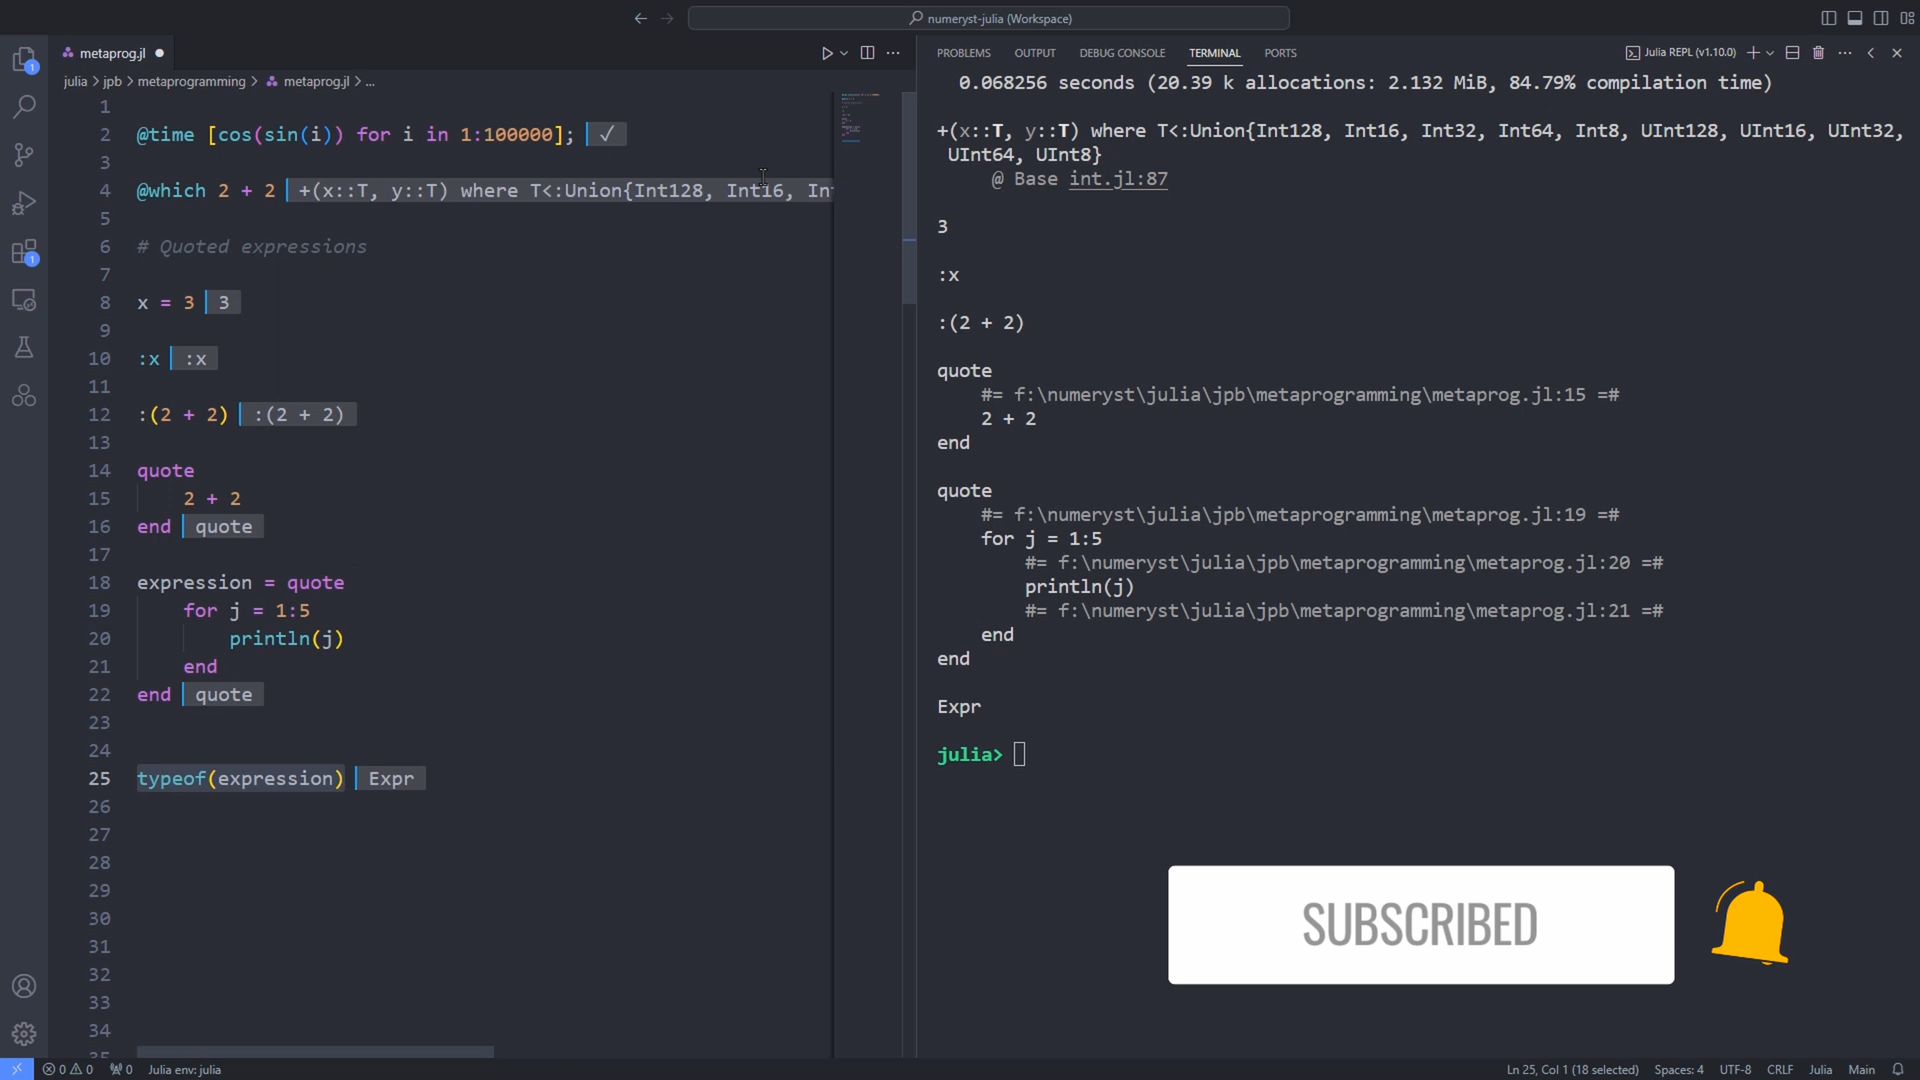 numeryst-julia (Workspace)
metaprog.jl
julia > jpb > metaprogramming > metaprog.jl > ...
1
2 @time [cos(sin(i)) for i in 1:100000]; ✓
3
4 @which 2 + 2 +(x::T, y::T) where T<:Union{Int128, Int16, In
5
6 # Quoted expressions
7
8 x = 3 3
9
10 :x :x
11
12 :(2 + 2) :(2 + 2)
13
14 quote
15 2 + 2
16 end quote
17
18 expression = quote
19 for j = 1:5
20 println(j)
21 end
22 end quote
23
24
25 typeof(expression) Expr
26
27
28
29
30
31
32
33
34
PROBLEMS OUTPUT DEBUG CONSOLE TERMINAL PORTS
Julia REPL (v1.10.0)
0.068256 seconds (20.39 k allocations: 2.132 MiB, 84.79% compilation time)
+(x::T, y::T) where T<:Union{Int128, Int16, Int32, Int64, Int8, UInt128, UInt16, UInt32,
UInt64, UInt8}
@ Base int.jl:87
3
:x
:(2 + 2)
quote
#= f:\numeryst\julia\jpb\metaprogramming\metaprog.jl:15 =#
2 + 2
end
quote
#= f:\numeryst\julia\jpb\metaprogramming\metaprog.jl:19 =#
for j = 1:5
#= f:\numeryst\julia\jpb\metaprogramming\metaprog.jl:20 =#
println(j)
#= f:\numeryst\julia\jpb\metaprogramming\metaprog.jl:21 =#
end
end
Expr
julia>
SUBSCRIBED
1
1
0 0 0 Julia env: julia
Ln 25, Col 1 (18 selected) Spaces: 4 UTF-8 CRLF Julia Main